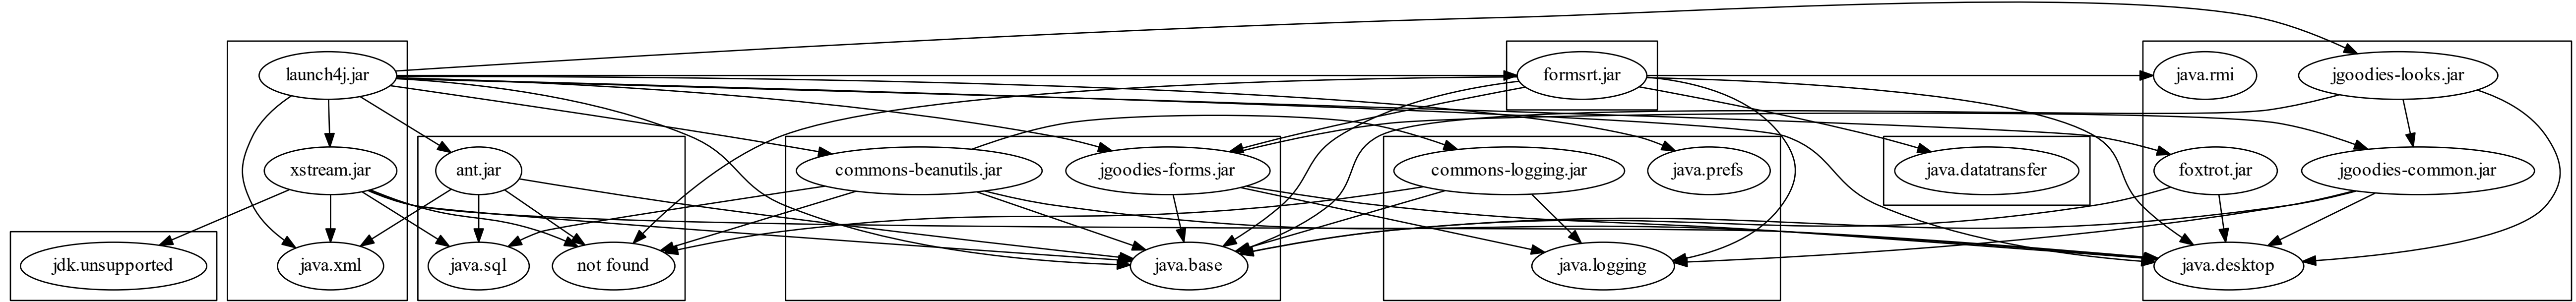 launch4j.jar
formsrt.jar
java.rmi
jgoodies-looks.jar
xstream.jar
ant.jar
commons-beanutils.jar
jgoodies-forms.jar
commons-logging.jar
java.prefs
java.datatransfer
foxtrot.jar
jgoodies-common.jar
jdk.unsupported
java.xml
java.sql
not found
java.base
java.logging
java.desktop